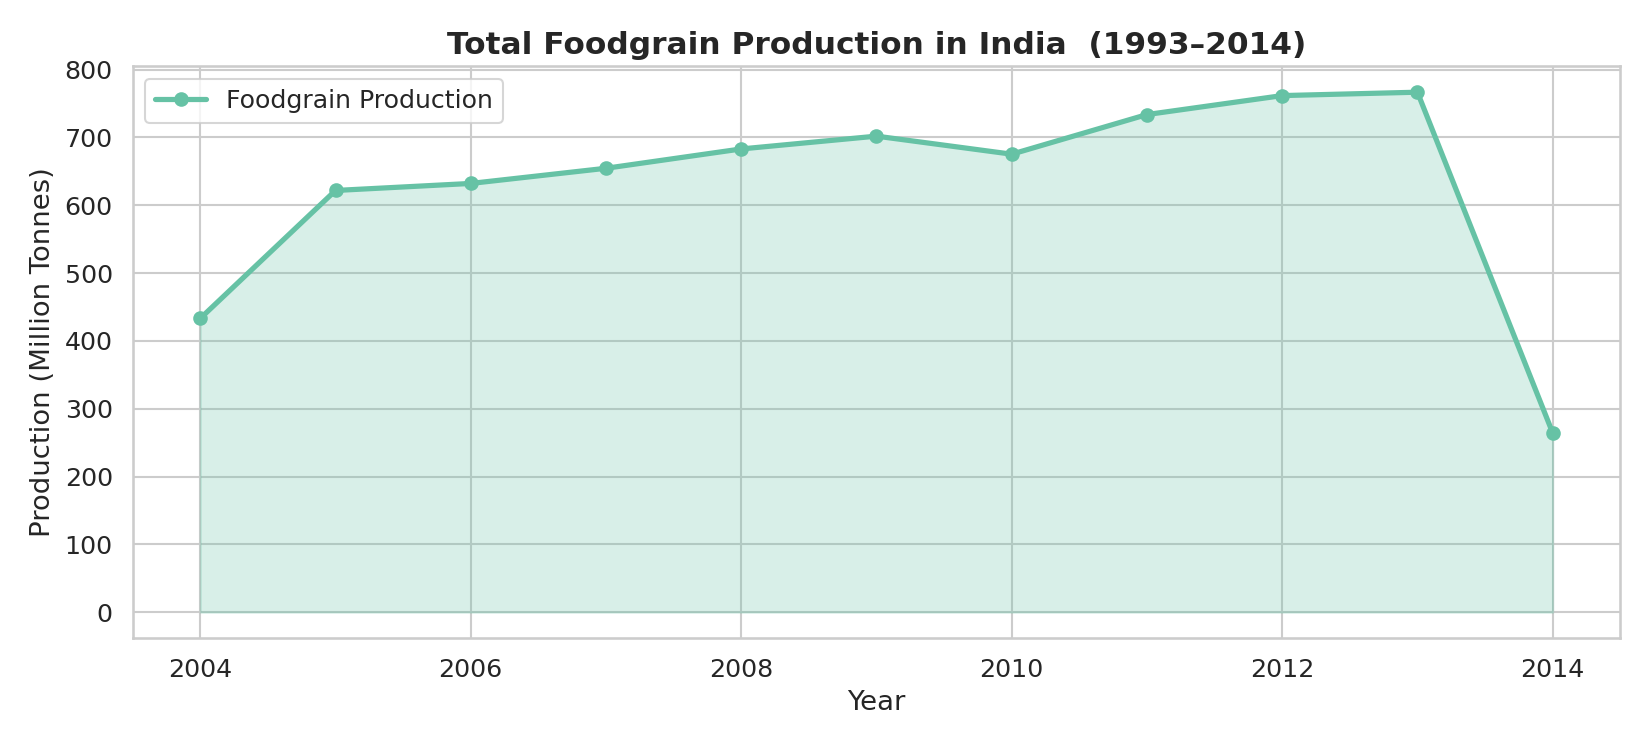 Total Foodgrain Production in India  (1993–2014)
Foodgrain Production
Production (Million Tonnes)
800
700
600
500
400
300
200
100
0
2004 2006 2008 2010 2012 2014
Year